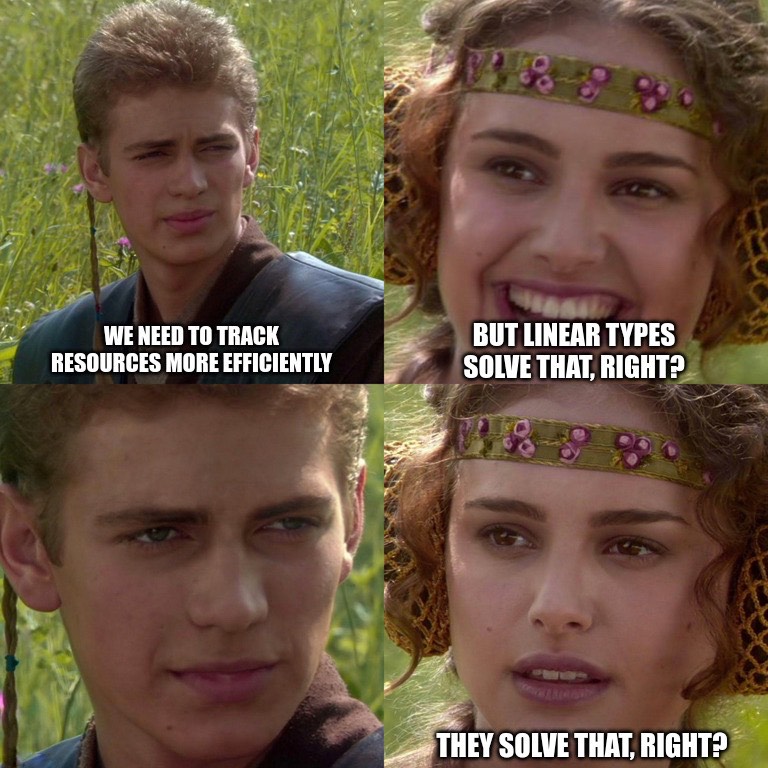 WE NEED TO TRACK
RESOURCES MORE EFFICIENTLY
BUT LINEAR TYPES
SOLVE THAT, RIGHT?
THEY SOLVE THAT, RIGHT?